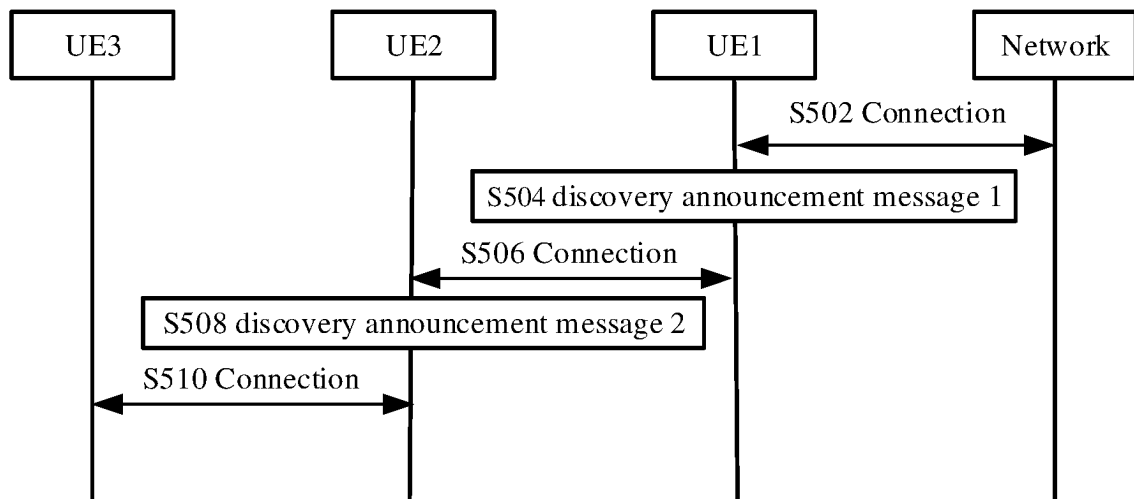 UE3
UE2
UE1
Network
S502 Connection
S504 discovery announcement message 1
S506 Connection
S508 discovery announcement message 2
S510 Connection